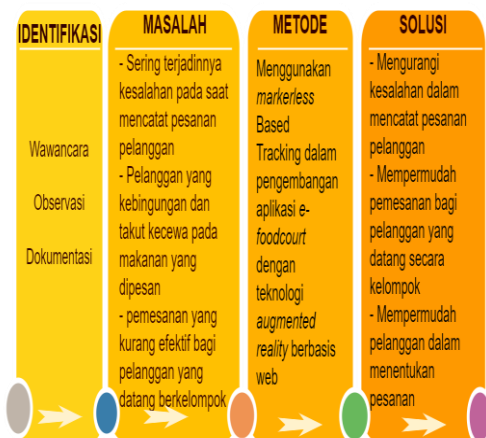 IDENTIFIKASI
Wawancara
Observasi
Dokumentasi
MASALAH
- Sering terjadinnya
kesalahan pada saat
mencatat pesanan
pelanggan
- Pelanggan yang
kebingungan dan
takut kecewa pada
makanan yang
dipesan
- pemesanan yang
kurang efektif bagi
pelanggan yang
datang berkelompok
METODE
Menggunakan
markerless
Based
Tracking dalam
pengembangan
aplikasi e-
foodcourt
dengan
teknologi
augmented
reality berbasis
web
SOLUSI
- Mengurangi
kesalahan dalam
mencatat pesanan
pelanggan
- Mempermudah
pemesanan bagi
pelanggan yang
datang secara
kelompok
- Mempermudah
pelanggan dalam
menentukan
pesanan